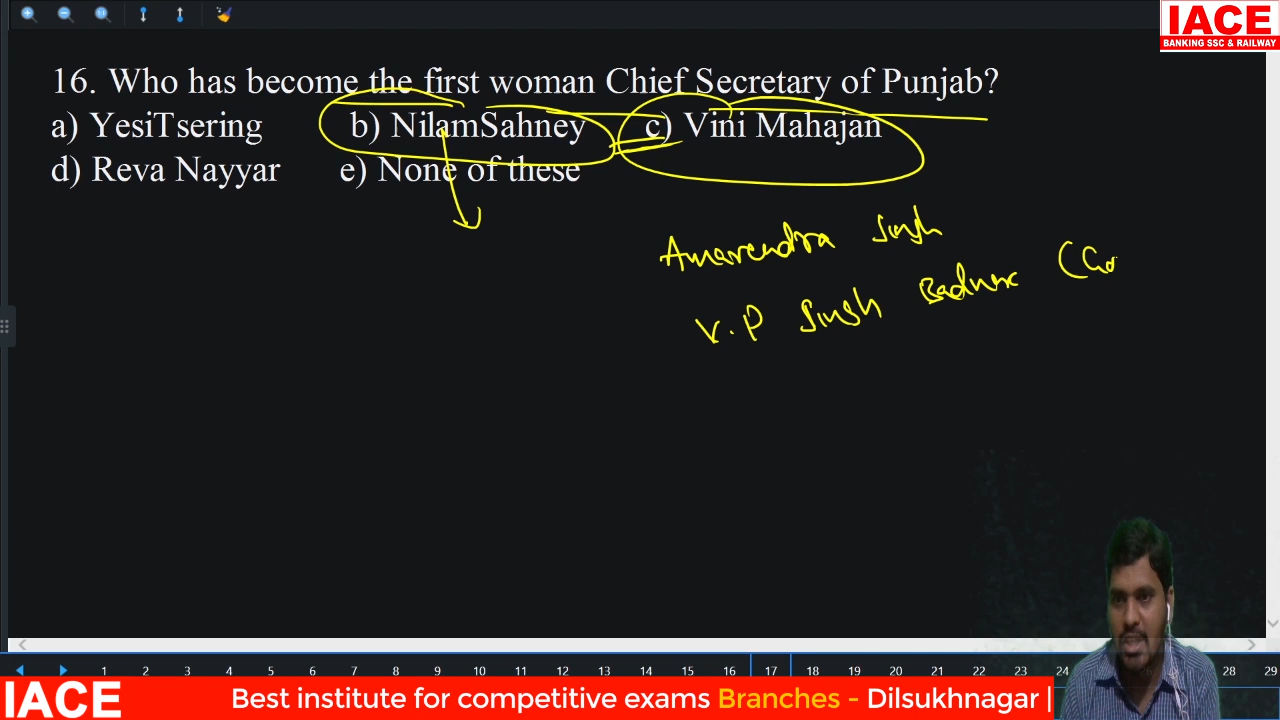 IACE
BANKING SSC & RAILWAY
16. Who has become the first woman Chief Secretary of Punjab?
a) YesiTsering b) NilamSahney c) Vini Mahajan
d) Reva Nayyar e) None of these
Amarendra Singh
V.P Singh Badnor (Go
1 2 3 4 5 6 7 8 9 10 11 12 13 14 15 16 17 18 19 20 21 22 23 24 28 29
IACE Best institute for competitive exams Branches - Dilsukhnagar |